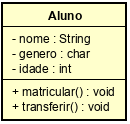 Aluno
- nome : String
- genero : char
- idade : int
+ matricular() : void
+ transferir() : void